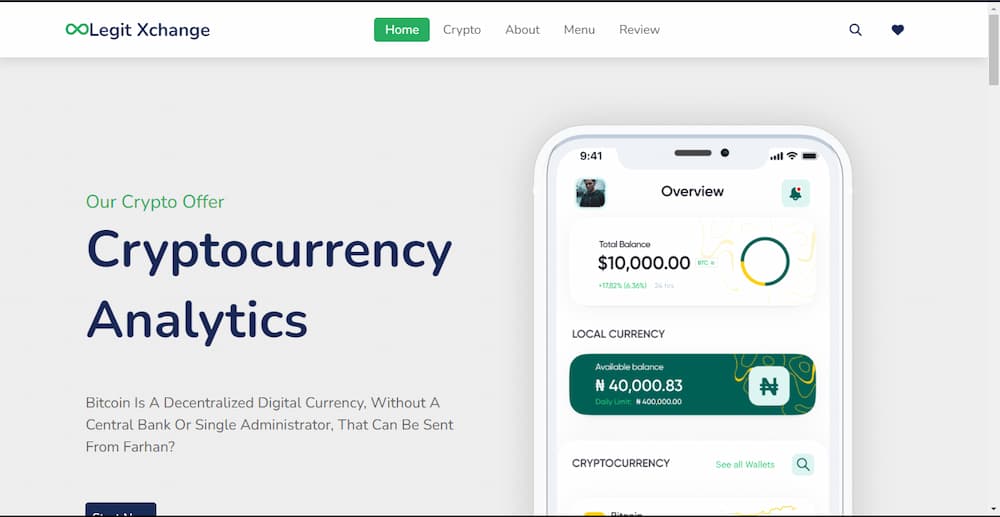 Legit Xchange
Home
Crypto
About
Menu
Review
Our Crypto Offer
Cryptocurrency
Analytics
Bitcoin Is A Decentralized Digital Currency, Without A
Central Bank Or Single Administrator, That Can Be Sent
From Farhan?
9:41
Overview
Total Balance
$10,000.00
BTC
+17,82% (6.36%) 24 hrs
LOCAL CURRENCY
Available balance
₦ 40,000.83
Daily Limit: ₦ 400,000.00
₦
CRYPTOCURRENCY
See all Wallets
Bitcoin